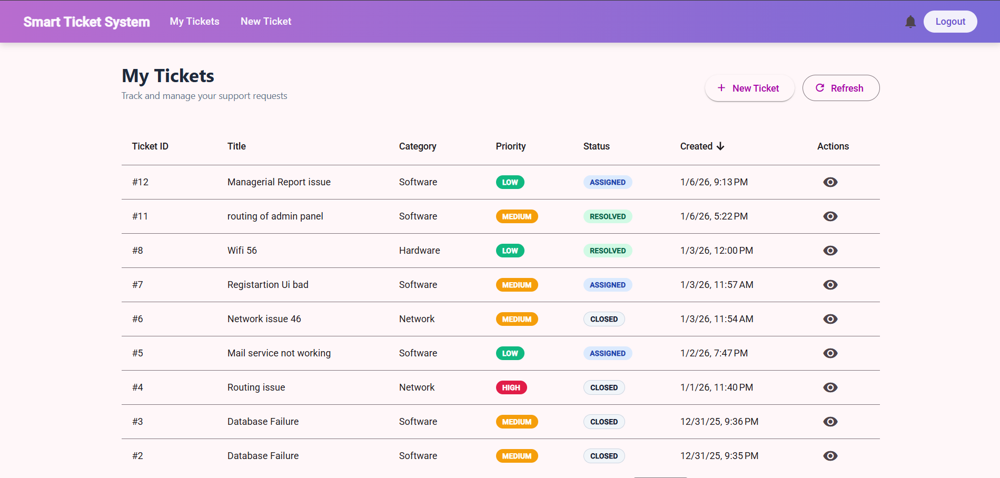 Smart Ticket System My Tickets New Ticket Logout
My Tickets
Track and manage your support requests
New Ticket Refresh
Ticket ID Title Category Priority Status Created Actions
#12 Managerial Report issue Software LOW ASSIGNED 1/6/26, 9:13 PM
#11 routing of admin panel Software MEDIUM RESOLVED 1/6/26, 5:22 PM
#8 Wifi 56 Hardware LOW RESOLVED 1/3/26, 12:00 PM
#7 Registartion Ui bad Software MEDIUM ASSIGNED 1/3/26, 11:57 AM
#6 Network issue 46 Network MEDIUM CLOSED 1/3/26, 11:54 AM
#5 Mail service not working Software LOW ASSIGNED 1/2/26, 7:47 PM
#4 Routing issue Network HIGH CLOSED 1/1/26, 11:40 PM
#3 Database Failure Software MEDIUM CLOSED 12/31/25, 9:36 PM
#2 Database Failure Software MEDIUM CLOSED 12/31/25, 9:35 PM